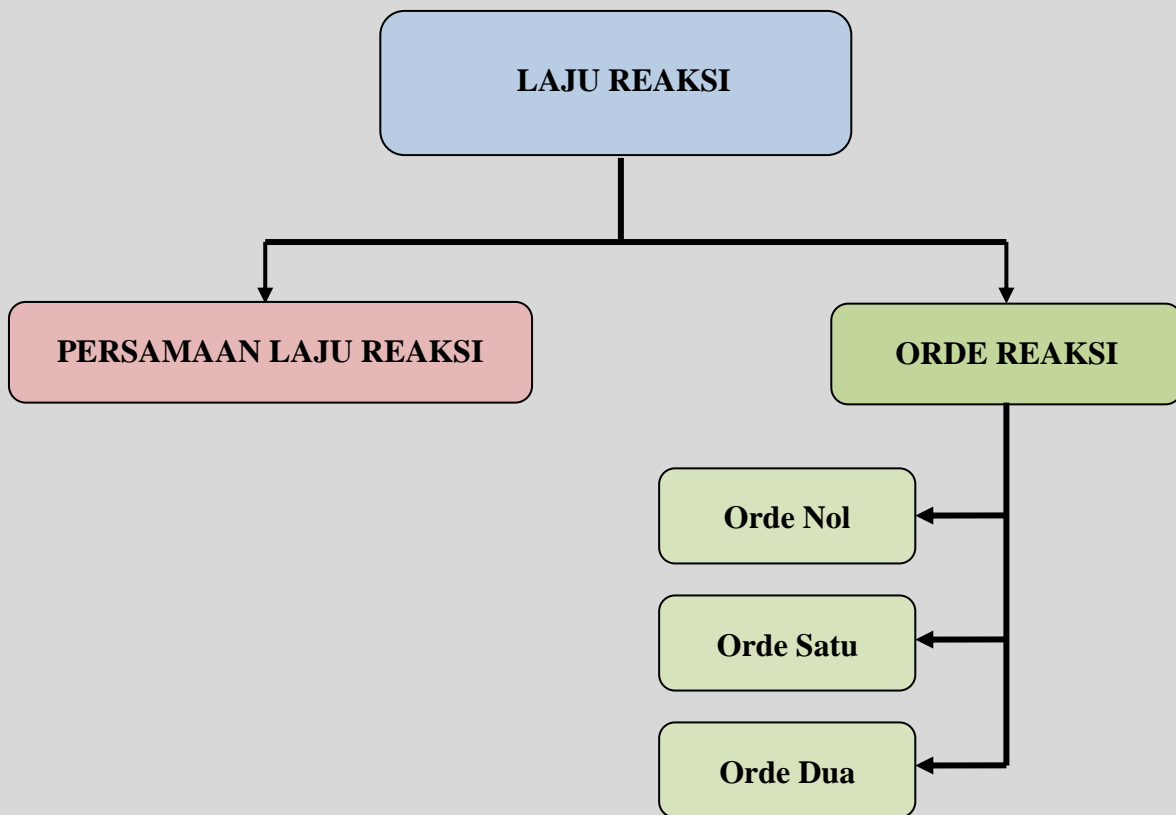 LAJU REAKSI
PERSAMAAN LAJU REAKSI
ORDE REAKSI
Orde Nol
Orde Satu
Orde Dua